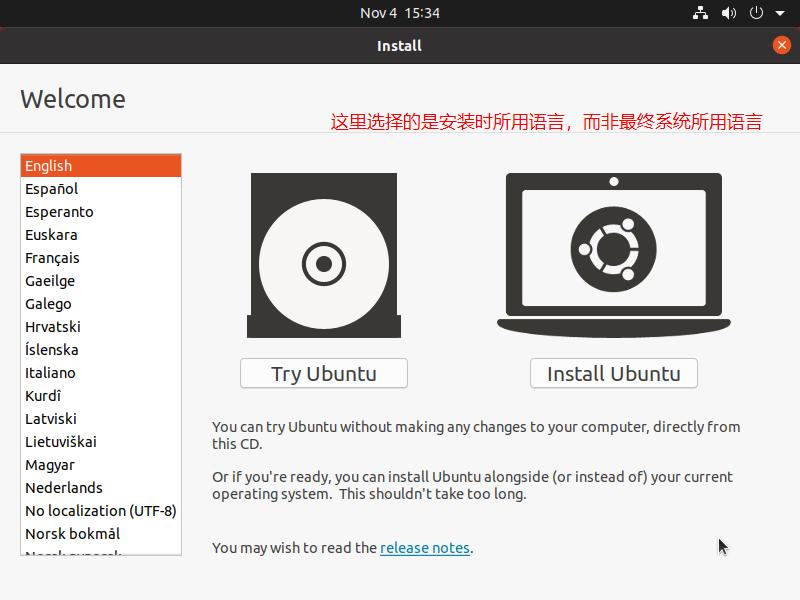 Nov 4 15:34
Install
Welcome
这里选择的是安装时所用语言，而非最终系统所用语言
English
Español
Esperanto
Euskara
Français
Gaeilge
Galego
Hrvatski
Íslenska
Italiano
Kurdî
Latviski
Lietuviškai
Magyar
Nederlands
No localization (UTF-8)
Norsk bokmål
Try Ubuntu
Install Ubuntu
You can try Ubuntu without making any changes to your computer, directly from
this CD.
Or if you're ready, you can install Ubuntu alongside (or instead of) your current
operating system. This shouldn't take too long.
You may wish to read the release notes.